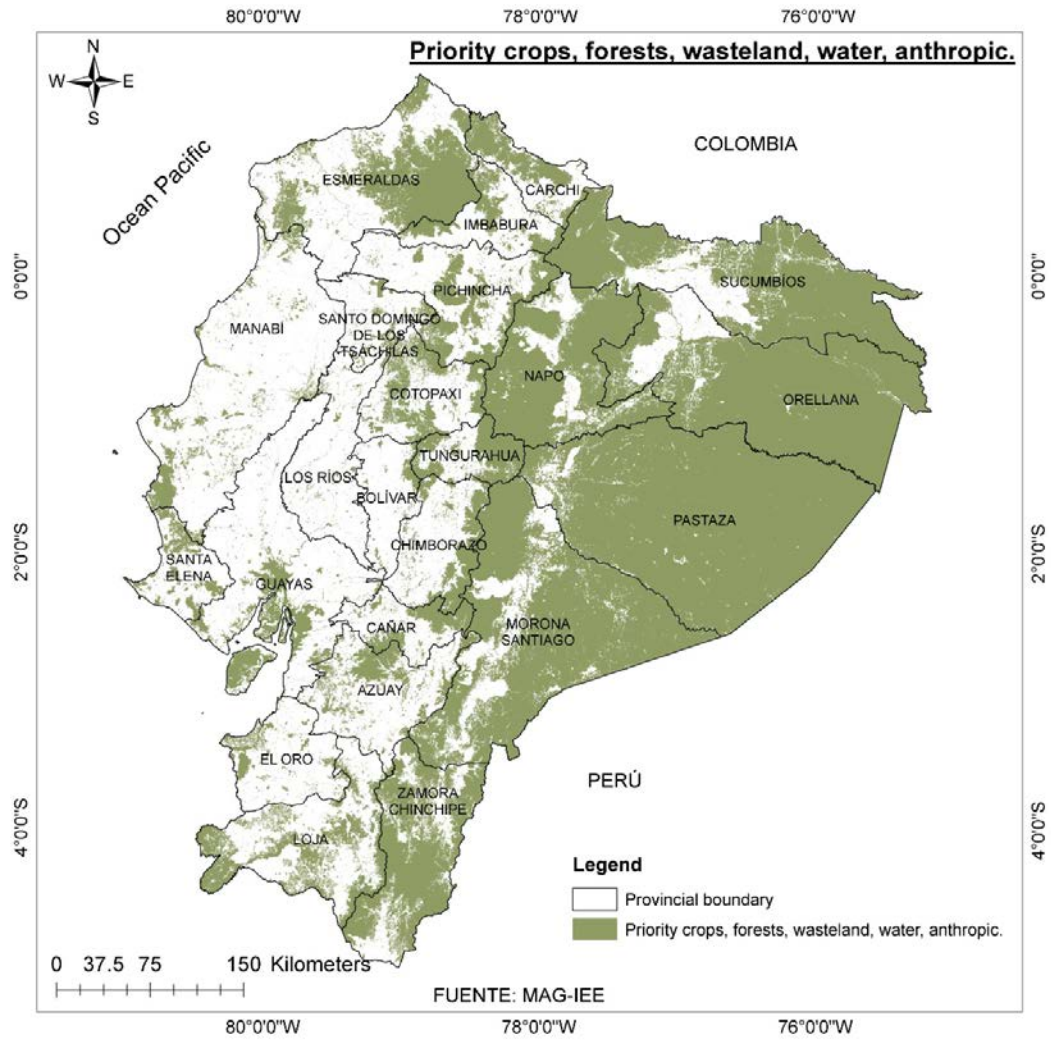 80°0'0"W 78°0'0"W 76°0'0"W
Priority crops, forests, wasteland, water, anthropic.
N
W E
S
COLOMBIA
Ocean Pacific
ESMERALDAS
CARCHI
IMBABURA
0°0'0"
0°0'0"
SUCUMBÍOS
PICHINCHA
MANABÍ
SANTO DOMINGO
DE LOS
TSÁCHILAS
NAPO
COTOPAXI
ORELLANA
TUNGURAHUA
LOS RÍOS
BOLÍVAR
PASTAZA
CHIMBORAZO
2°0'0"S
2°0'0"S
SANTA
ELENA
GUAYAS
CAÑAR
MORONA
SANTIAGO
AZUAY
EL ORO
PERÚ
ZAMORA
CHINCHIPE
4°0'0"S
4°0'0"S
LOJA
Legend
Provincial boundary
Priority crops, forests, wasteland, water, anthropic.
0 37.5 75 150 Kilometers
FUENTE: MAG-IEE
80°0'0"W 78°0'0"W 76°0'0"W